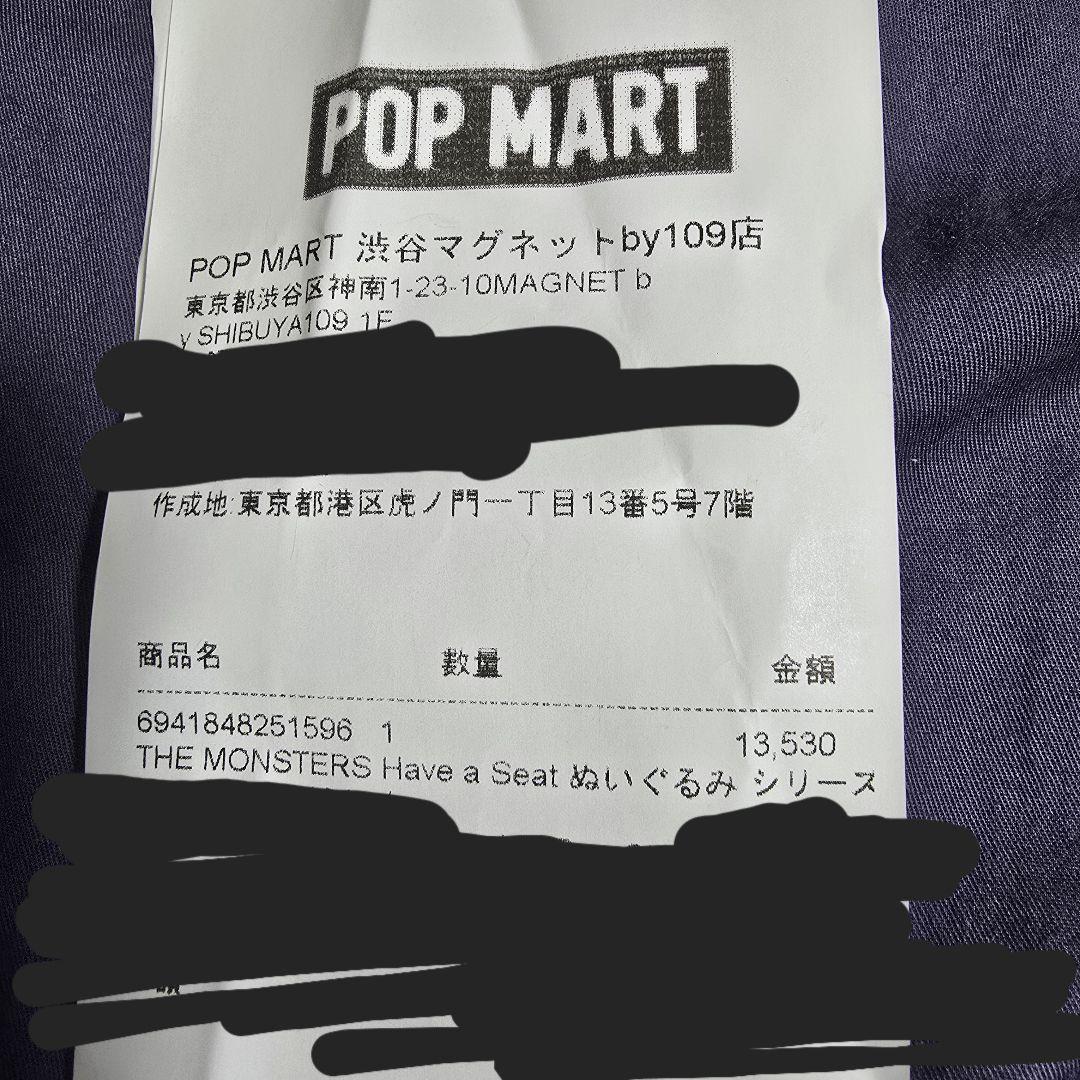 POP MART
POP MART 渋谷マグネットby109店
東京都渋谷区神南1-23-10MAGNET b
y SHIBUYA109 1F
作成地:東京都港区虎ノ門一丁目13番5号7階
商品名 数量 金額
6941848251596 1 13,530
THE MONSTERS Have a Seat ぬいぐるみ シリーズ